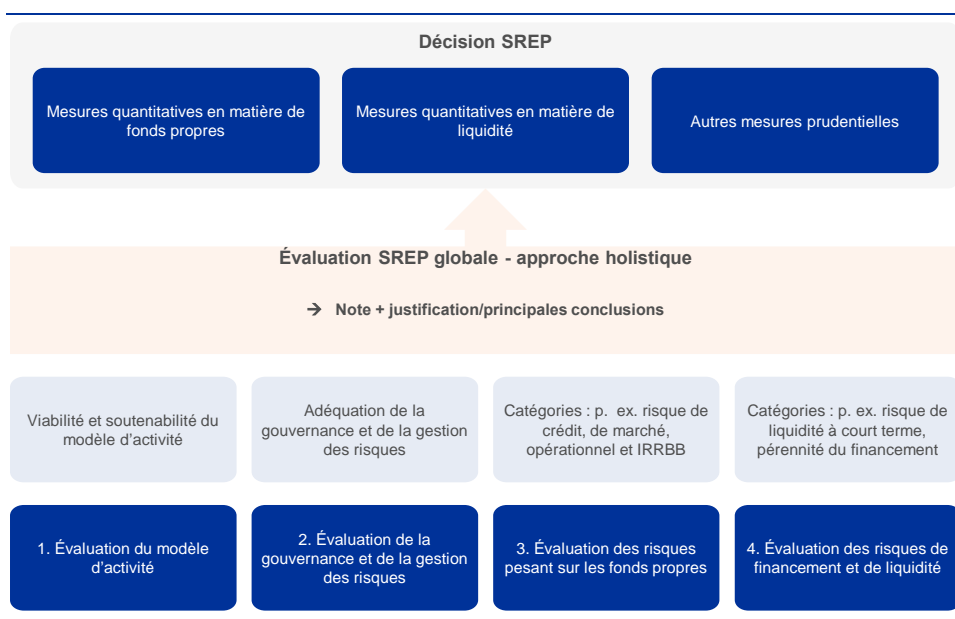 Décision SREP
Mesures quantitatives en matière de
fonds propres
Mesures quantitatives en matière de
liquidité
Autres mesures prudentielles
Évaluation SREP globale - approche holistique
→ Note + justification/principales conclusions
Viabilité et soutenabilité du
modèle d’activité
Adéquation de la
gouvernance et de la gestion
des risques
Catégories : p. ex. risque de
crédit, de marché,
opérationnel et IRRBB
Catégories : p. ex. risque de
liquidité à court terme,
pérennité du financement
1. Évaluation du modèle
d’activité
2. Évaluation de la
gouvernance et de la gestion
des risques
3. Évaluation des risques
pesant sur les fonds propres
4. Évaluation des risques de
financement et de liquidité